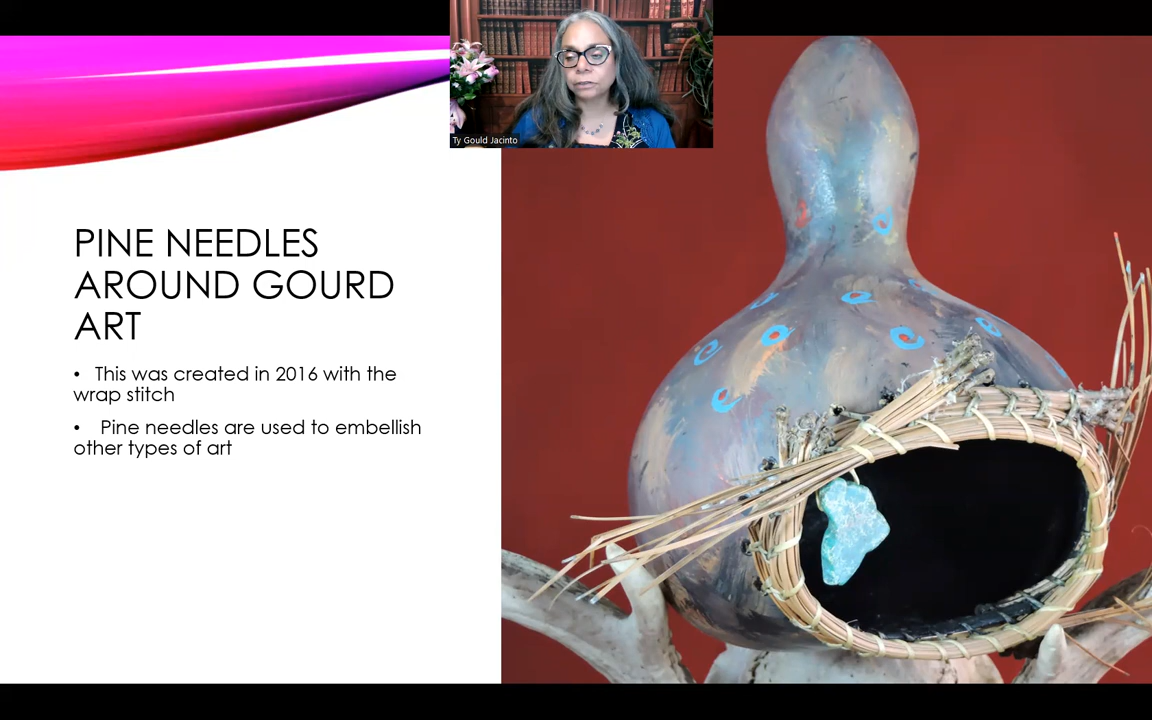 Ty Gould Jacinto
PINE NEEDLES
AROUND GOURD
ART
• This was created in 2016 with the
wrap stitch
• Pine needles are used to embellish
other types of art